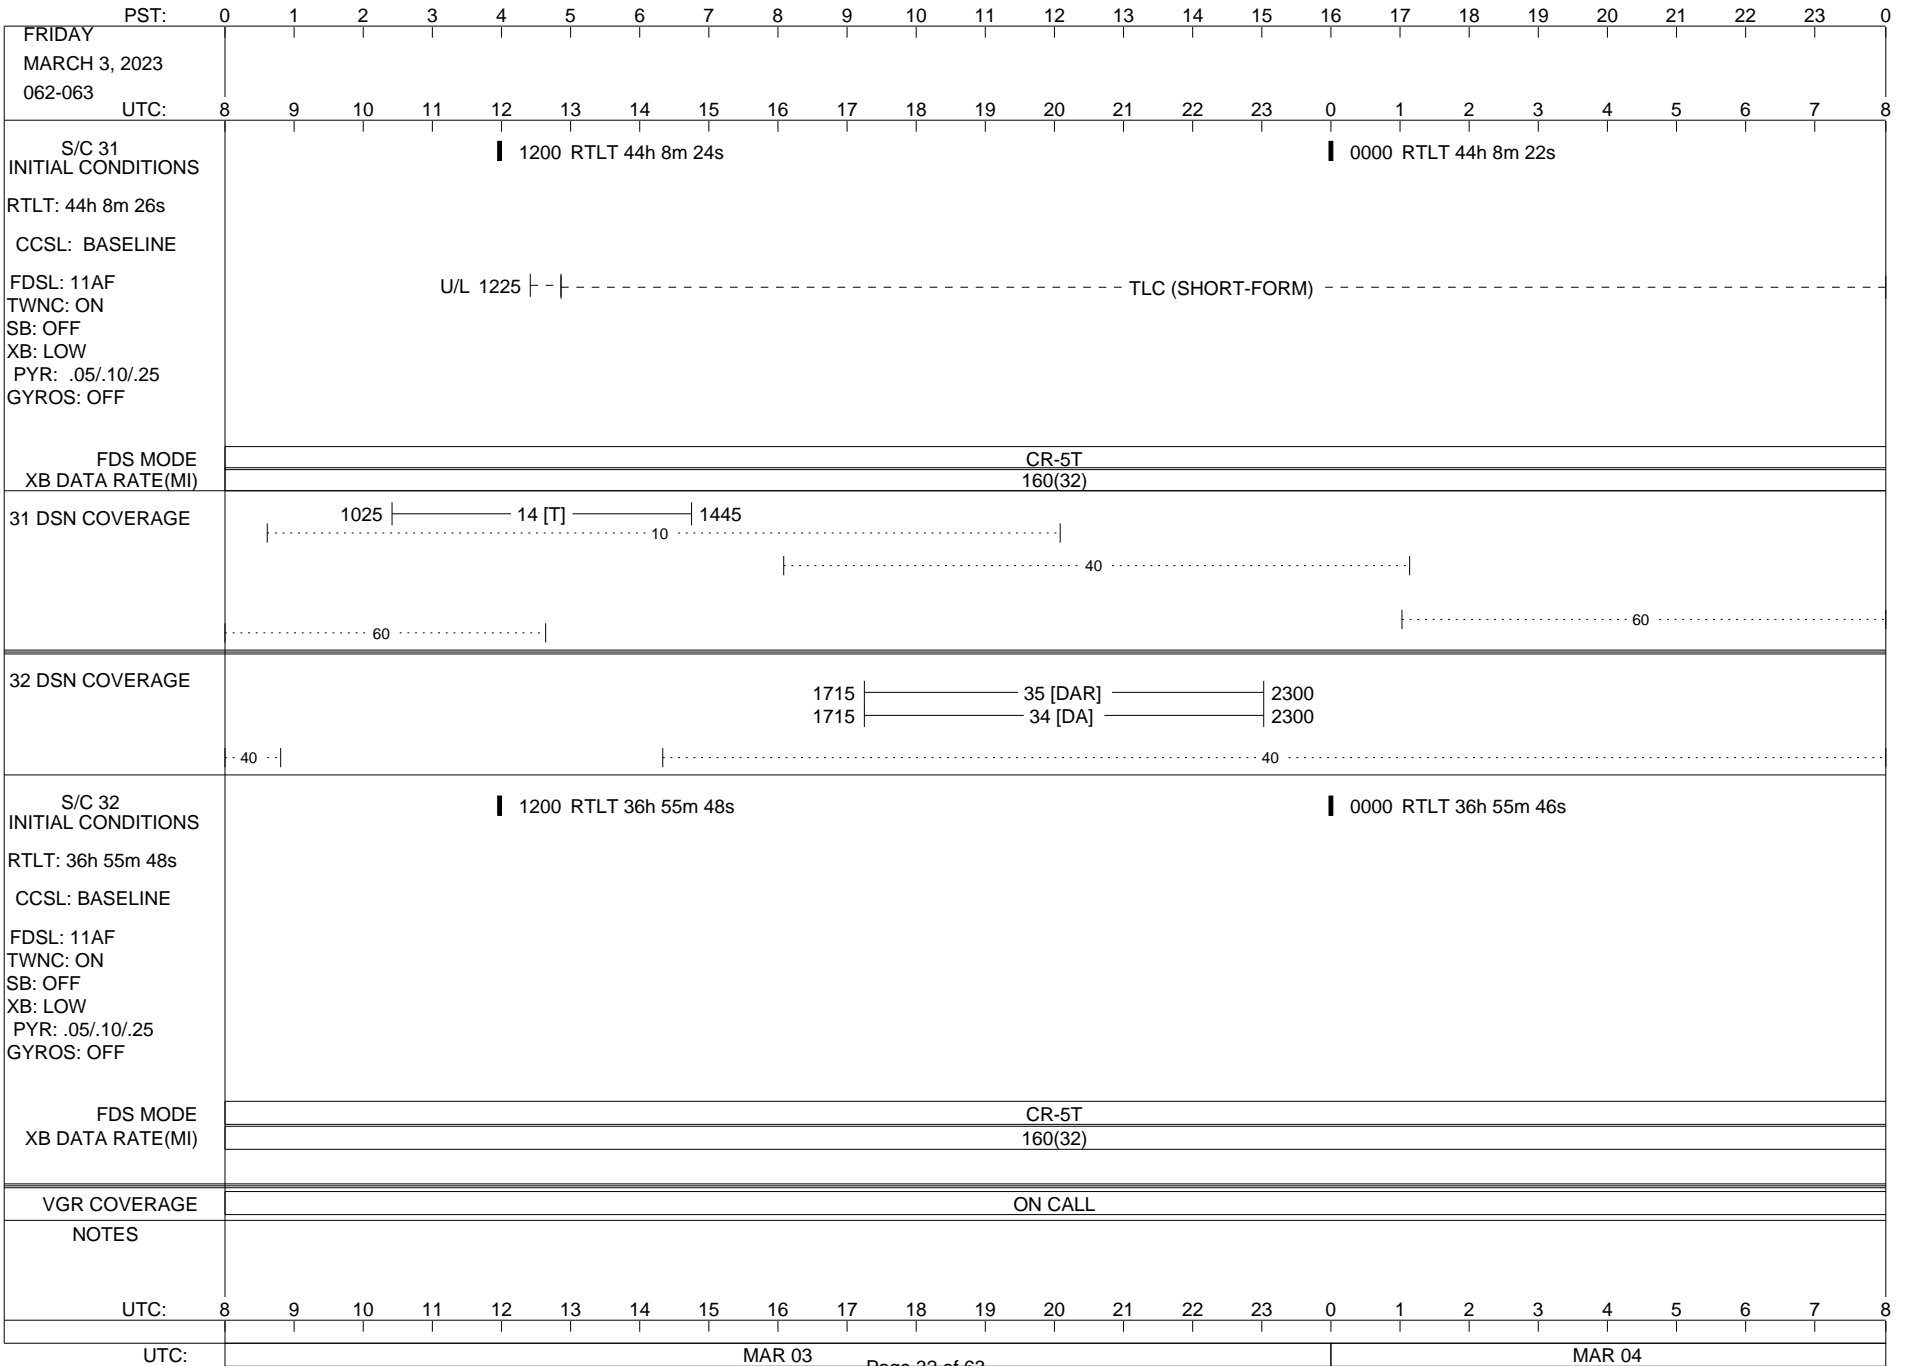 PST: 0 1 2 3 4 5 6 7 8 9 10 11 12 13 14 15 16 17 18 19 20 21 22 23 0
FRIDAY
MARCH 3, 2023
062-063
UTC: 8 9 10 11 12 13 14 15 16 17 18 19 20 21 22 23 0 1 2 3 4 5 6 7 8
S/C 31
INITIAL CONDITIONS
1200 RTLT 44h 8m 24s
0000 RTLT 44h 8m 22s
RTLT: 44h 8m 26s
CCSL: BASELINE
FDSL: 11AF
U/L 1225
TLC (SHORT-FORM)
TWNC: ON
SB: OFF
XB: LOW
PYR: .05/.10/.25
GYROS: OFF
FDS MODE CR-5T
XB DATA RATE(MI) 160(32)
31 DSN COVERAGE
1025 14 [T] 1445
10
40
60
60
32 DSN COVERAGE
1715 35 [DAR] 2300
1715 34 [DA] 2300
40 40
S/C 32
INITIAL CONDITIONS
1200 RTLT 36h 55m 48s
0000 RTLT 36h 55m 46s
RTLT: 36h 55m 48s
CCSL: BASELINE
FDSL: 11AF
TWNC: ON
SB: OFF
XB: LOW
PYR: .05/.10/.25
GYROS: OFF
FDS MODE CR-5T
XB DATA RATE(MI) 160(32)
VGR COVERAGE ON CALL
NOTES
UTC: 8 9 10 11 12 13 14 15 16 17 18 19 20 21 22 23 0 1 2 3 4 5 6 7 8
UTC: MAR 03 MAR 04